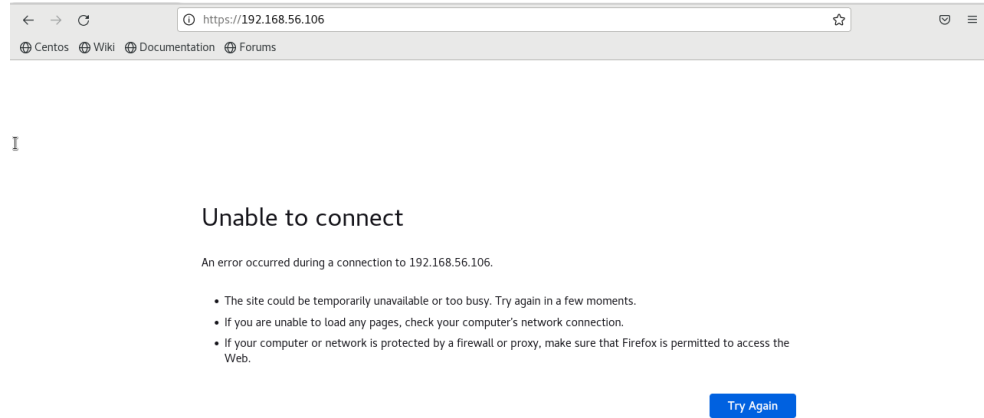 https://192.168.56.106
Centos Wiki Documentation Forums
Unable to connect
An error occurred during a connection to 192.168.56.106.
• The site could be temporarily unavailable or too busy. Try again in a few moments.
• If you are unable to load any pages, check your computer's network connection.
• If your computer or network is protected by a firewall or proxy, make sure that Firefox is permitted to access the
Web.
Try Again